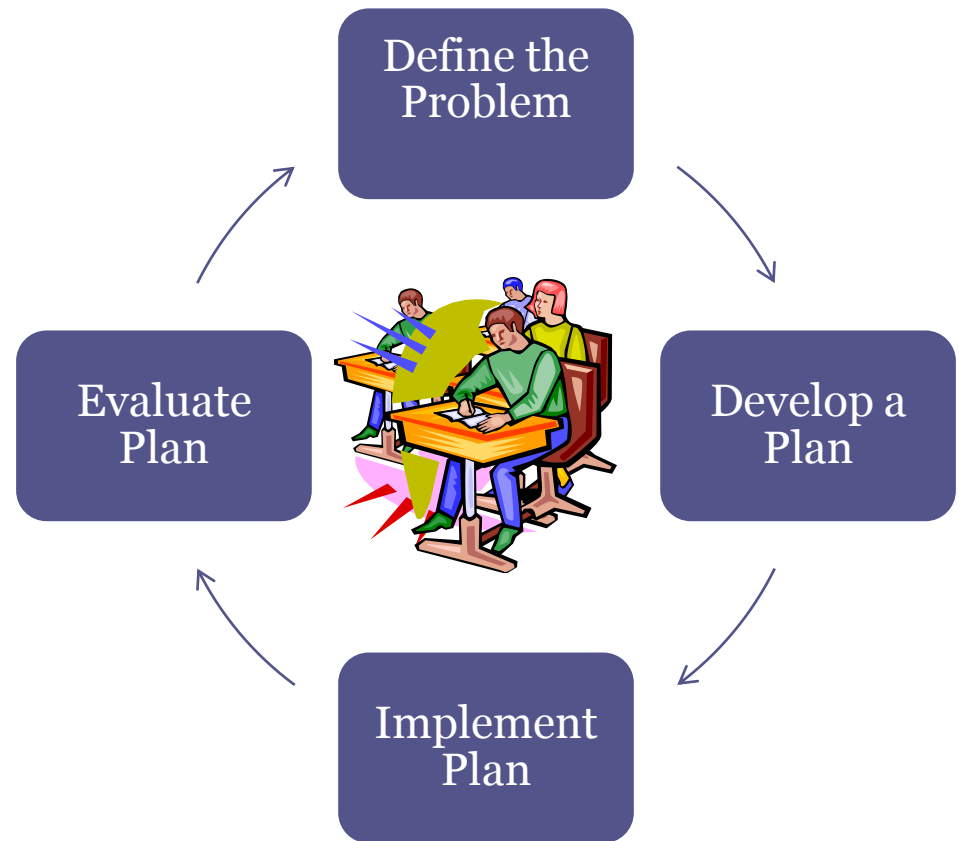 Define the
Problem
Develop a
Plan
Implement
Plan
Evaluate
Plan